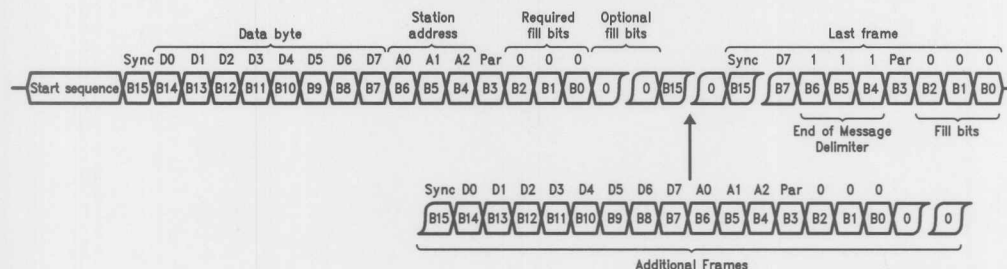 Station address
Required fill bits
Optional fill bits
Data byte
Last frame
Sync D0 D1 D2 D3 D4 D5 D6 D7 A0 A1 A2 Par 0 0 0
Sync D7 1 1 1 Par 0 0 0
Start sequence B15 B14 B13 B12 B11 B10 B9 B8 B7 B6 B5 B4 B3 B2 B1 B0 0 0 B15 0 B15 B7 B6 B5 B4 B3 B2 B1 B0
End of Message Delimiter
Fill bits
Sync D0 D1 D2 D3 D4 D5 D6 D7 A0 A1 A2 Par 0 0 0
B15 B14 B13 B12 B11 B10 B9 B8 B7 B6 B5 B4 B3 B2 B1 B0 0 0
Additional Frames